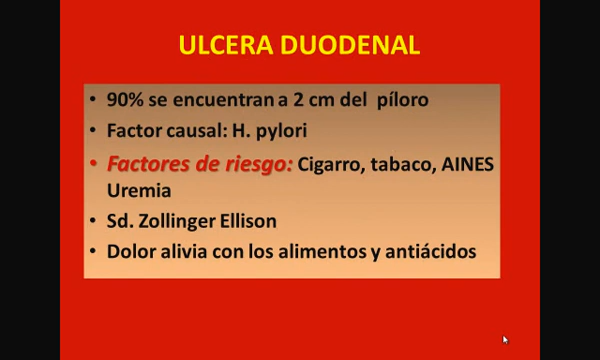 ULCERA DUODENAL
• 90% se encuentran a 2 cm del píloro
• Factor causal: H. pylori
• Factores de riesgo: Cigarro, tabaco, AINES
Uremia
• Sd. Zollinger Ellison
• Dolor alivia con los alimentos y antiácidos